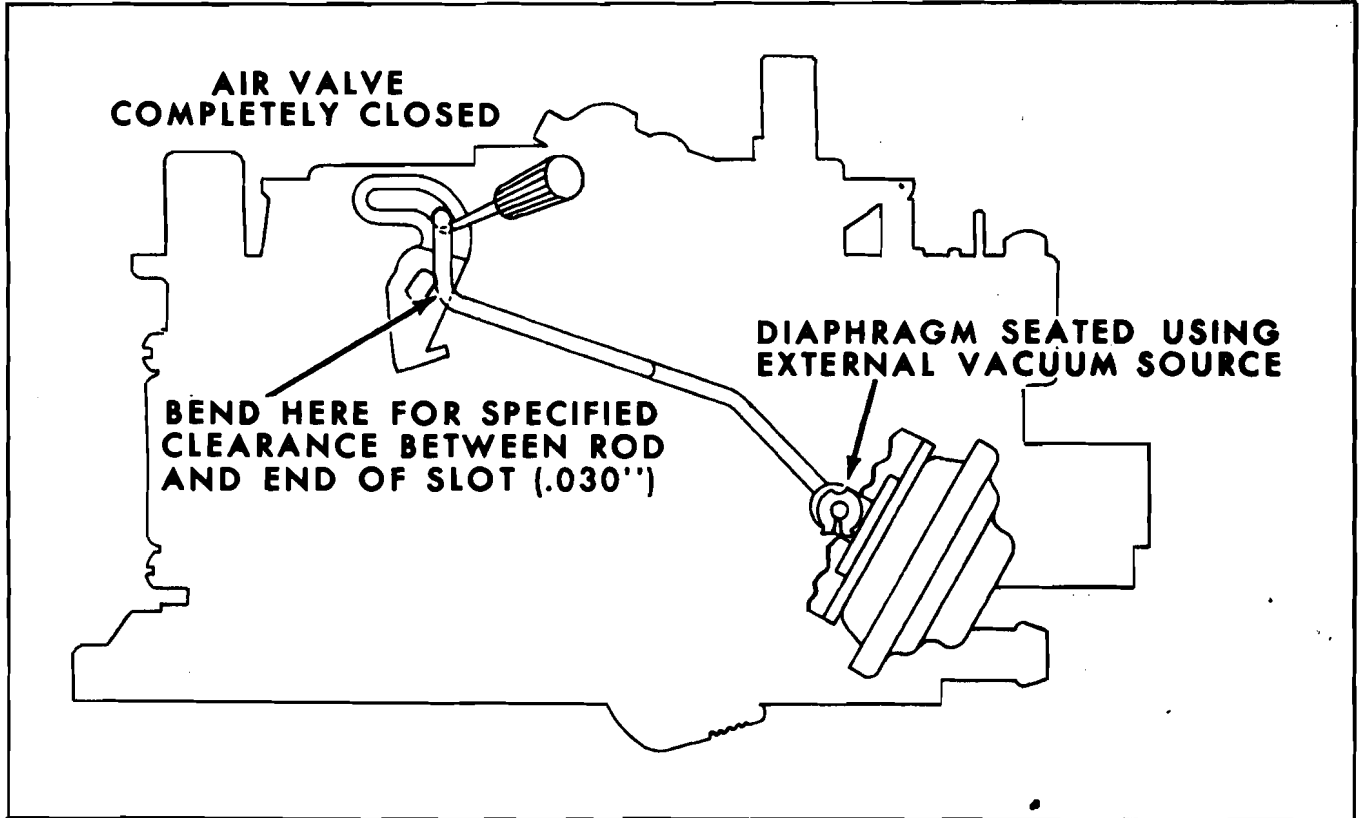 AIR VALVE
COMPLETELY CLOSED
DIAPHRAGM SEATED USING
EXTERNAL VACUUM SOURCE
BEND HERE FOR SPECIFIED
CLEARANCE BETWEEN ROD
AND END OF SLOT (.030'')